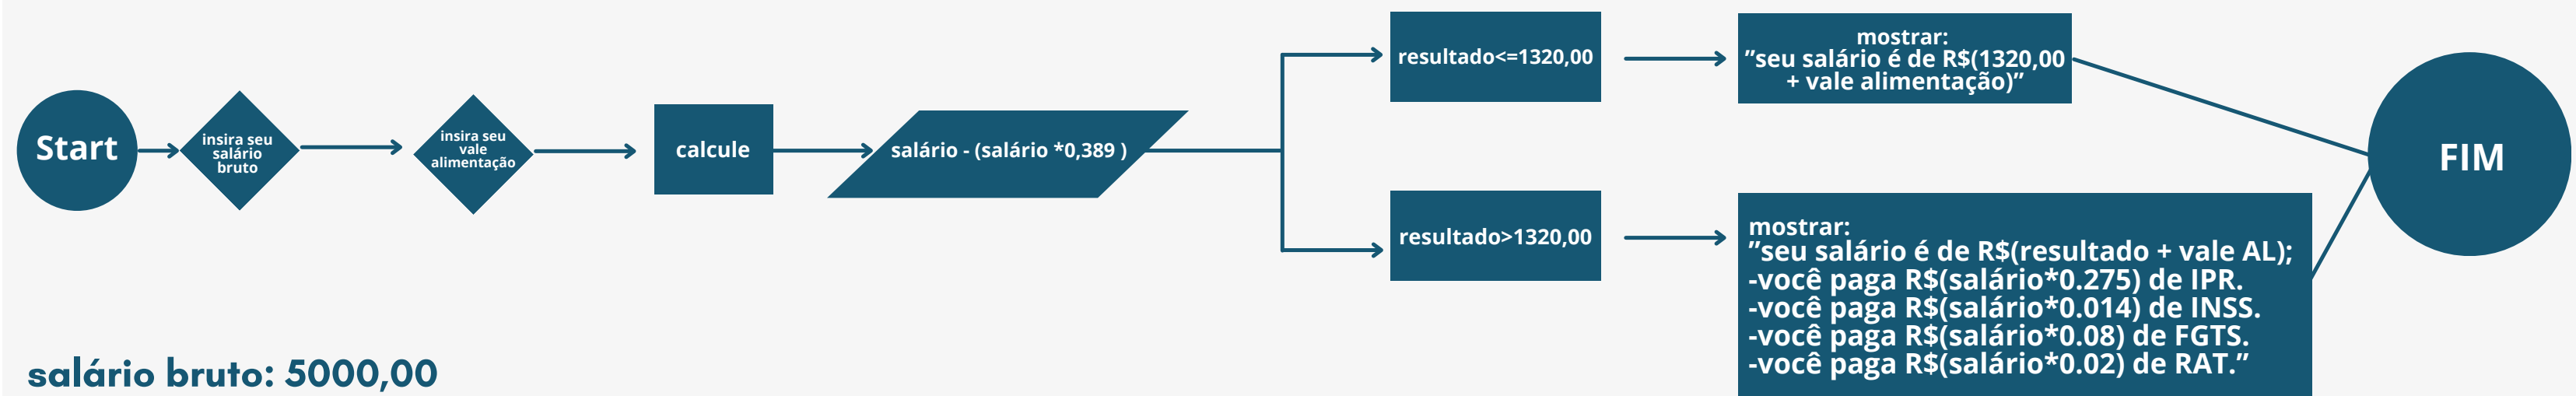 Start
insira seu
salário
bruto
insira seu
vale
alimentação
calcule
salário - (salário *0,389 )
resultado<=1320,00
mostrar:
”seu salário é de R$(1320,00
+ vale alimentação)”
resultado>1320,00
mostrar:
”seu salário é de R$(resultado + vale AL);
-você paga R$(salário*0.275) de IPR.
-você paga R$(salário*0.014) de INSS.
-você paga R$(salário*0.08) de FGTS.
-você paga R$(salário*0.02) de RAT.”
FIM
salário bruto: 5000,00